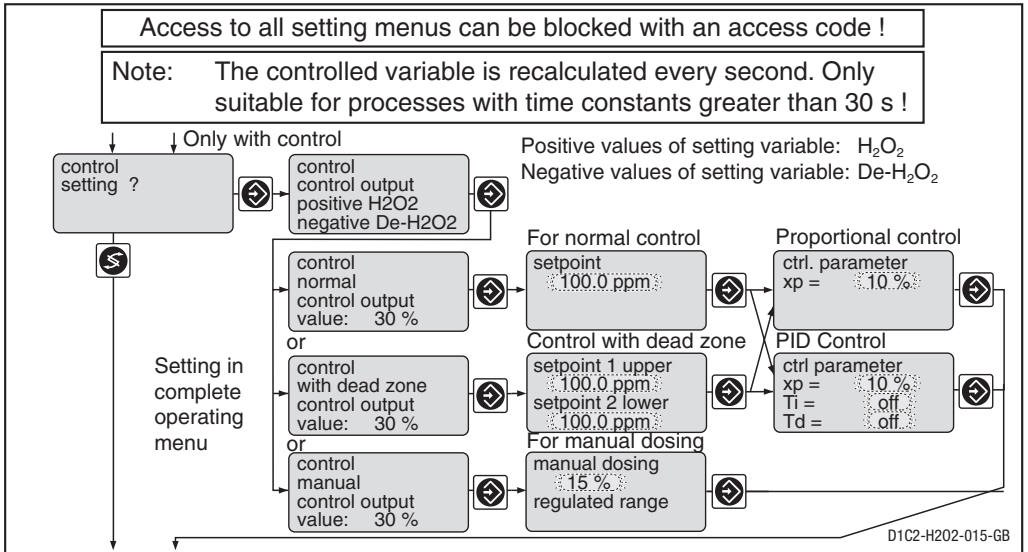 Access to all setting menus can be blocked with an access code !
Note: The controlled variable is recalculated every second. Only
suitable for processes with time constants greater than 30 s !
Only with control
control
setting ?
control
control output
positive H2O2
negative De-H2O2
Positive values of setting variable: H₂O₂
Negative values of setting variable: De-H₂O₂
control
normal
control output
value: 30 %
For normal control
setpoint
100.0 ppm
Proportional control
ctrl. parameter
xp = 10 %
or
Setting in
complete
operating
menu
control
with dead zone
control output
value: 30 %
Control with dead zone
setpoint 1 upper
100.0 ppm
setpoint 2 lower
100.0 ppm
PID Control
ctrl parameter
xp = 10 %
Ti = off
Td = off
or
control
manual
control output
value: 30 %
For manual dosing
manual dosing
15 %
regulated range
D1C2-H2O2-015-GB